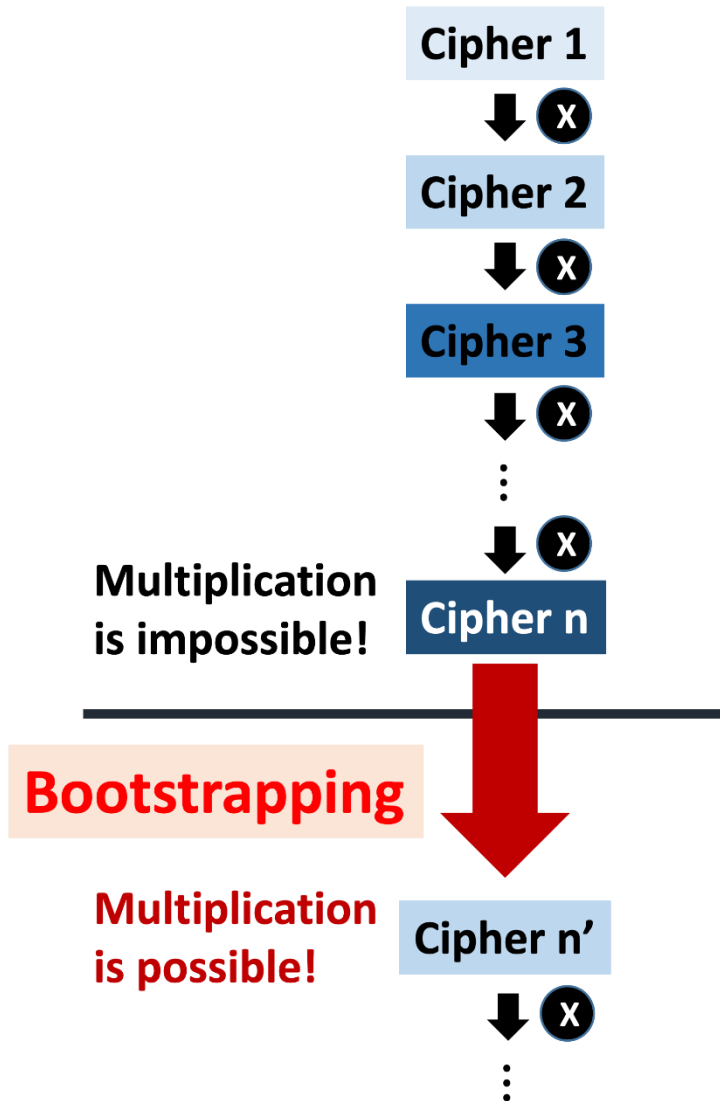 Cipher 1
X
Cipher 2
X
Cipher 3
X
⋮
X
Multiplication
is impossible!
Cipher n
Bootstrapping
Multiplication
is possible!
Cipher n’
X
⋮